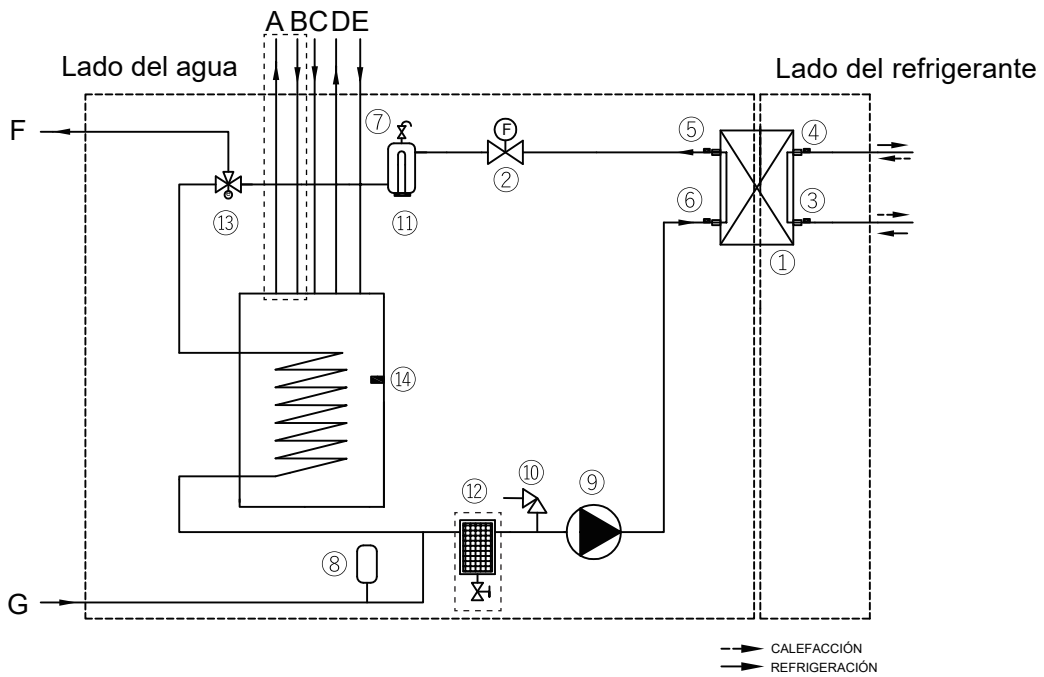 A B C D E
Lado del agua
Lado del refrigerante
F
⑦
F
⑤
④
②
⑬
⑪
⑥
③
①
⑭
⑫
⑩
⑨
⑧
G
CALEFACCIÓN
REFRIGERACIÓN